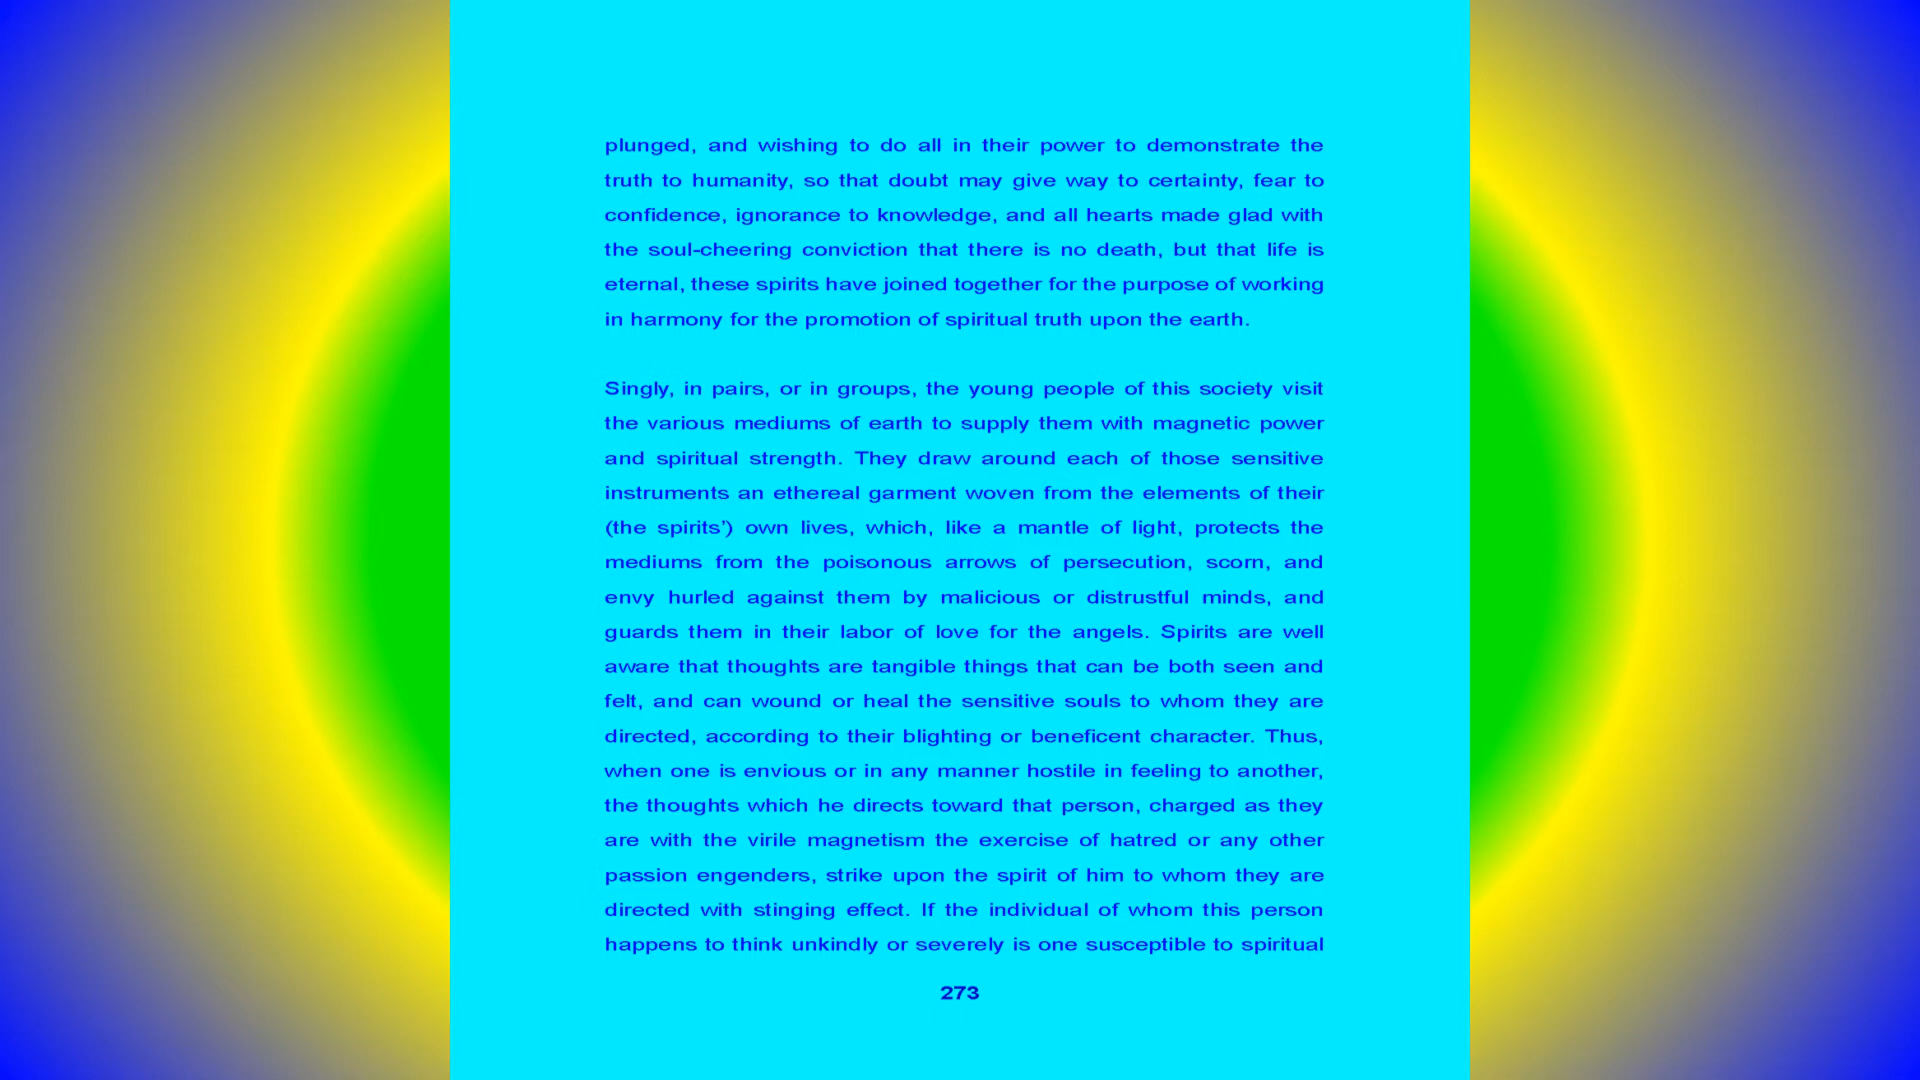 plunged, and wishing to do all in their power to demonstrate the
truth to humanity, so that doubt may give way to certainty, fear to
confidence, ignorance to knowledge, and all hearts made glad with
the soul-cheering conviction that there is no death, but that life is
eternal, these spirits have joined together for the purpose of working
in harmony for the promotion of spiritual truth upon the earth.
Singly, in pairs, or in groups, the young people of this society visit
the various mediums of earth to supply them with magnetic power
and spiritual strength. They draw around each of those sensitive
instruments an ethereal garment woven from the elements of their
(the spirits’) own lives, which, like a mantle of light, protects the
mediums from the poisonous arrows of persecution, scorn, and
envy hurled against them by malicious or distrustful minds, and
guards them in their labor of love for the angels. Spirits are well
aware that thoughts are tangible things that can be both seen and
felt, and can wound or heal the sensitive souls to whom they are
directed, according to their blighting or beneficent character. Thus,
when one is envious or in any manner hostile in feeling to another,
the thoughts which he directs toward that person, charged as they
are with the virile magnetism the exercise of hatred or any other
passion engenders, strike upon the spirit of him to whom they are
directed with stinging effect. If the individual of whom this person
happens to think unkindly or severely is one susceptible to spiritual
273